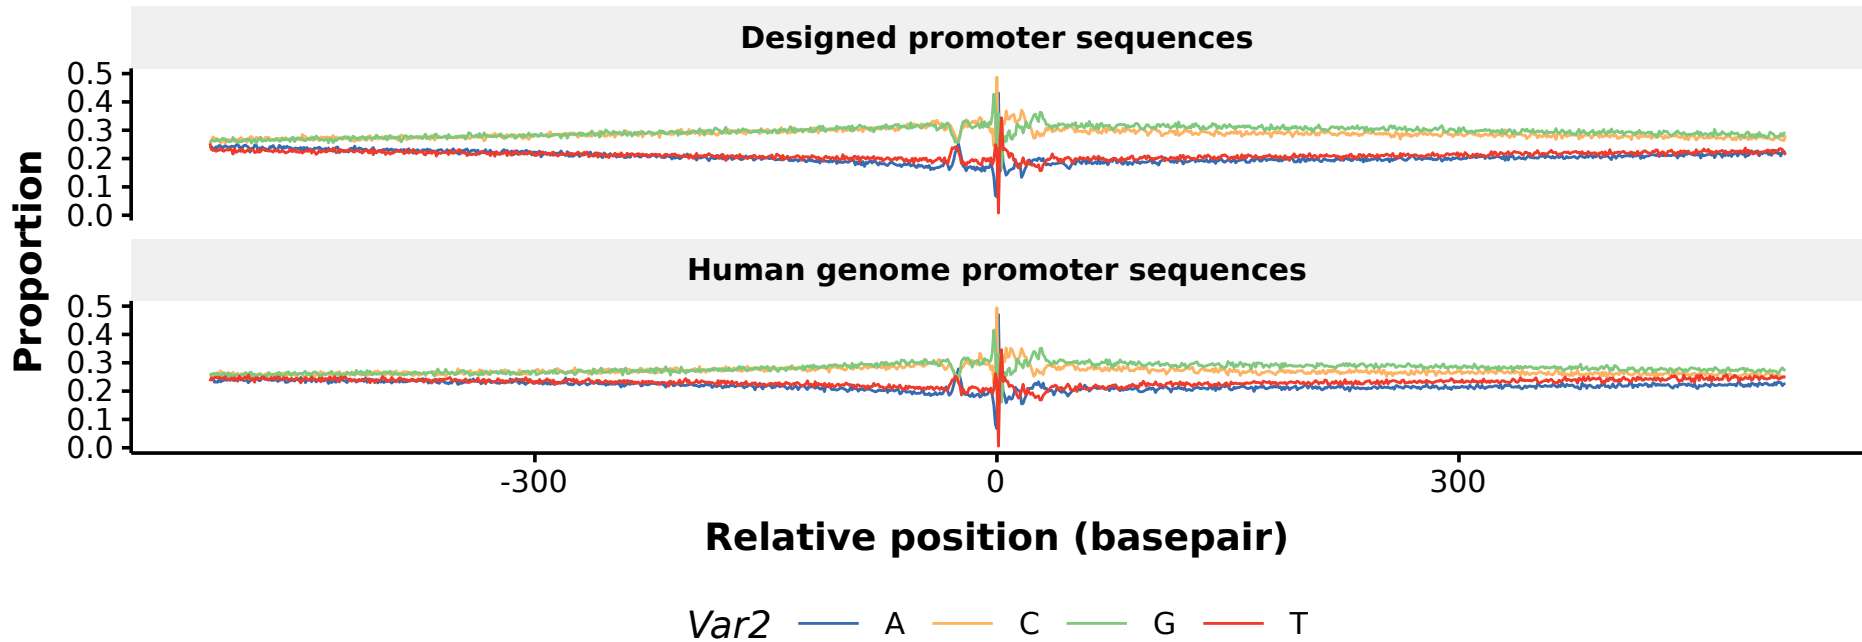 Designed promoter sequences
0.5
0.4
0.3
0.2
0.1
0.0
Proportion
Human genome promoter sequences
0.5
0.4
0.3
0.2
0.1
0.0
-300 0 300
Relative position (basepair)
Var2 A C G T